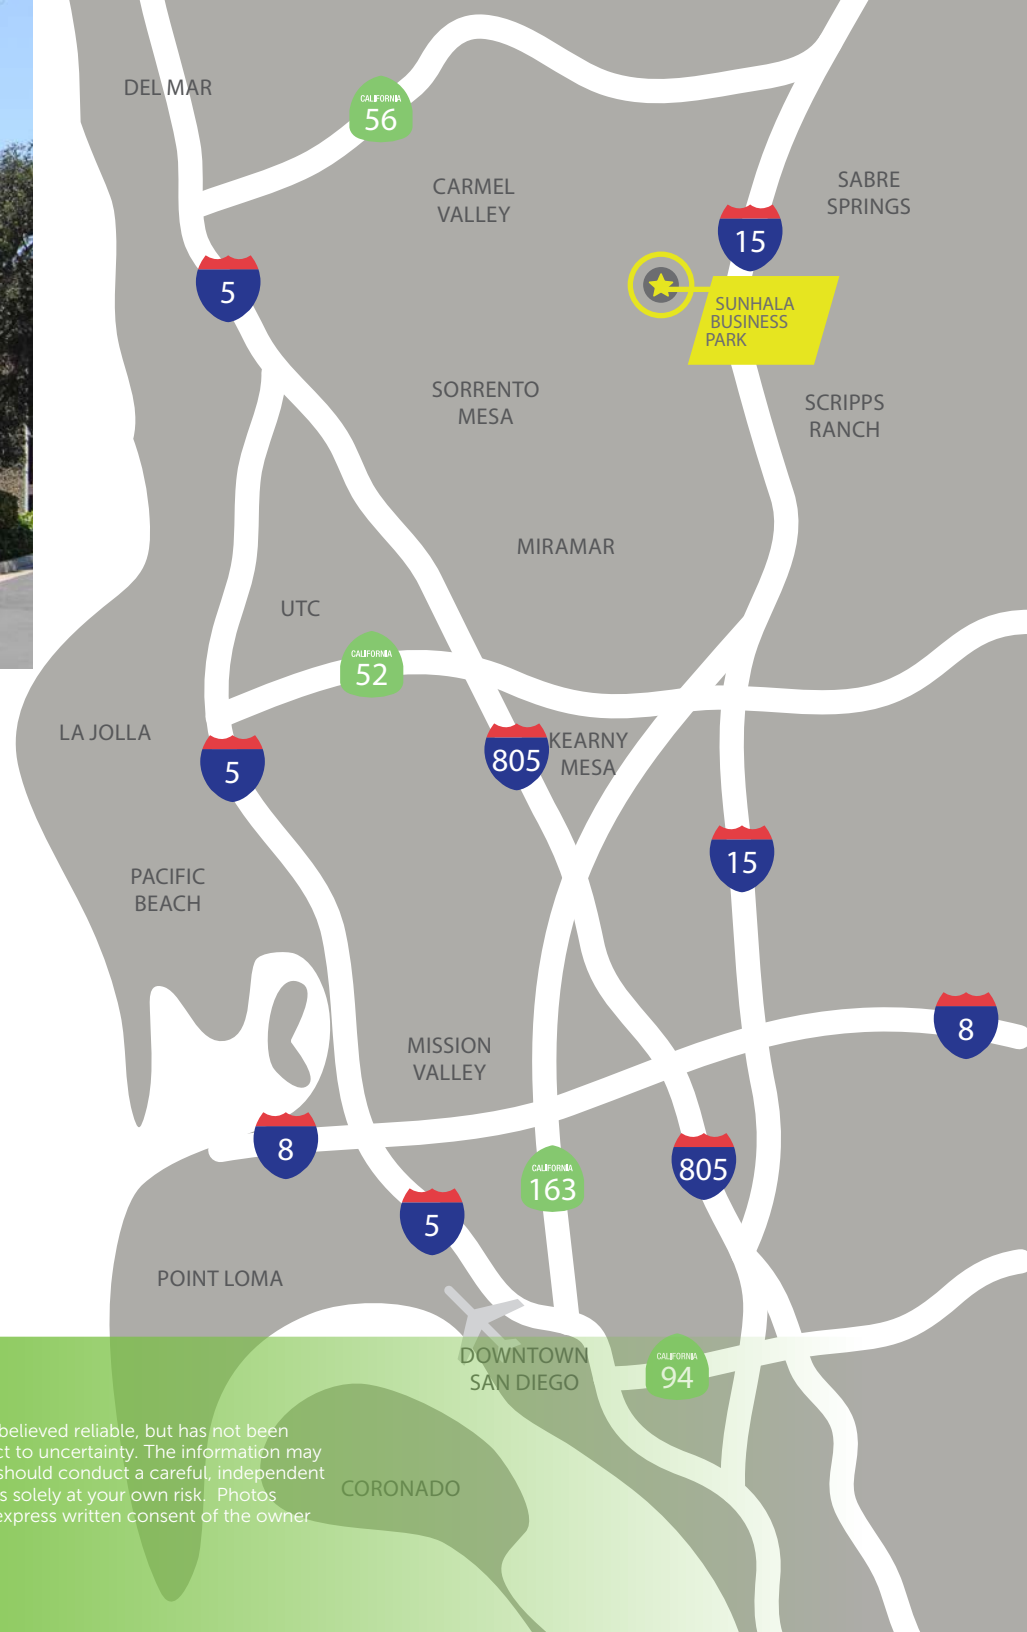 DEL MAR
CALIFORNIA
56
CARMEL
VALLEY
SABRE
SPRINGS
15
5
SUNHALA
BUSINESS
PARK
SORRENTO
MESA
SCRIPPS
RANCH
MIRAMAR
UTC
CALIFORNIA
52
LA JOLLA
5
805
KEARNY
MESA
15
PACIFIC
BEACH
8
MISSION
VALLEY
8
805
CALIFORNIA
163
5
POINT LOMA
DOWNTOWN
SAN DIEGO
CALIFORNIA
94
believed reliable, but has not been
ct to uncertainty. The information may
should conduct a careful, independent
s solely at your own risk. Photos
express written consent of the owner
CORONADO